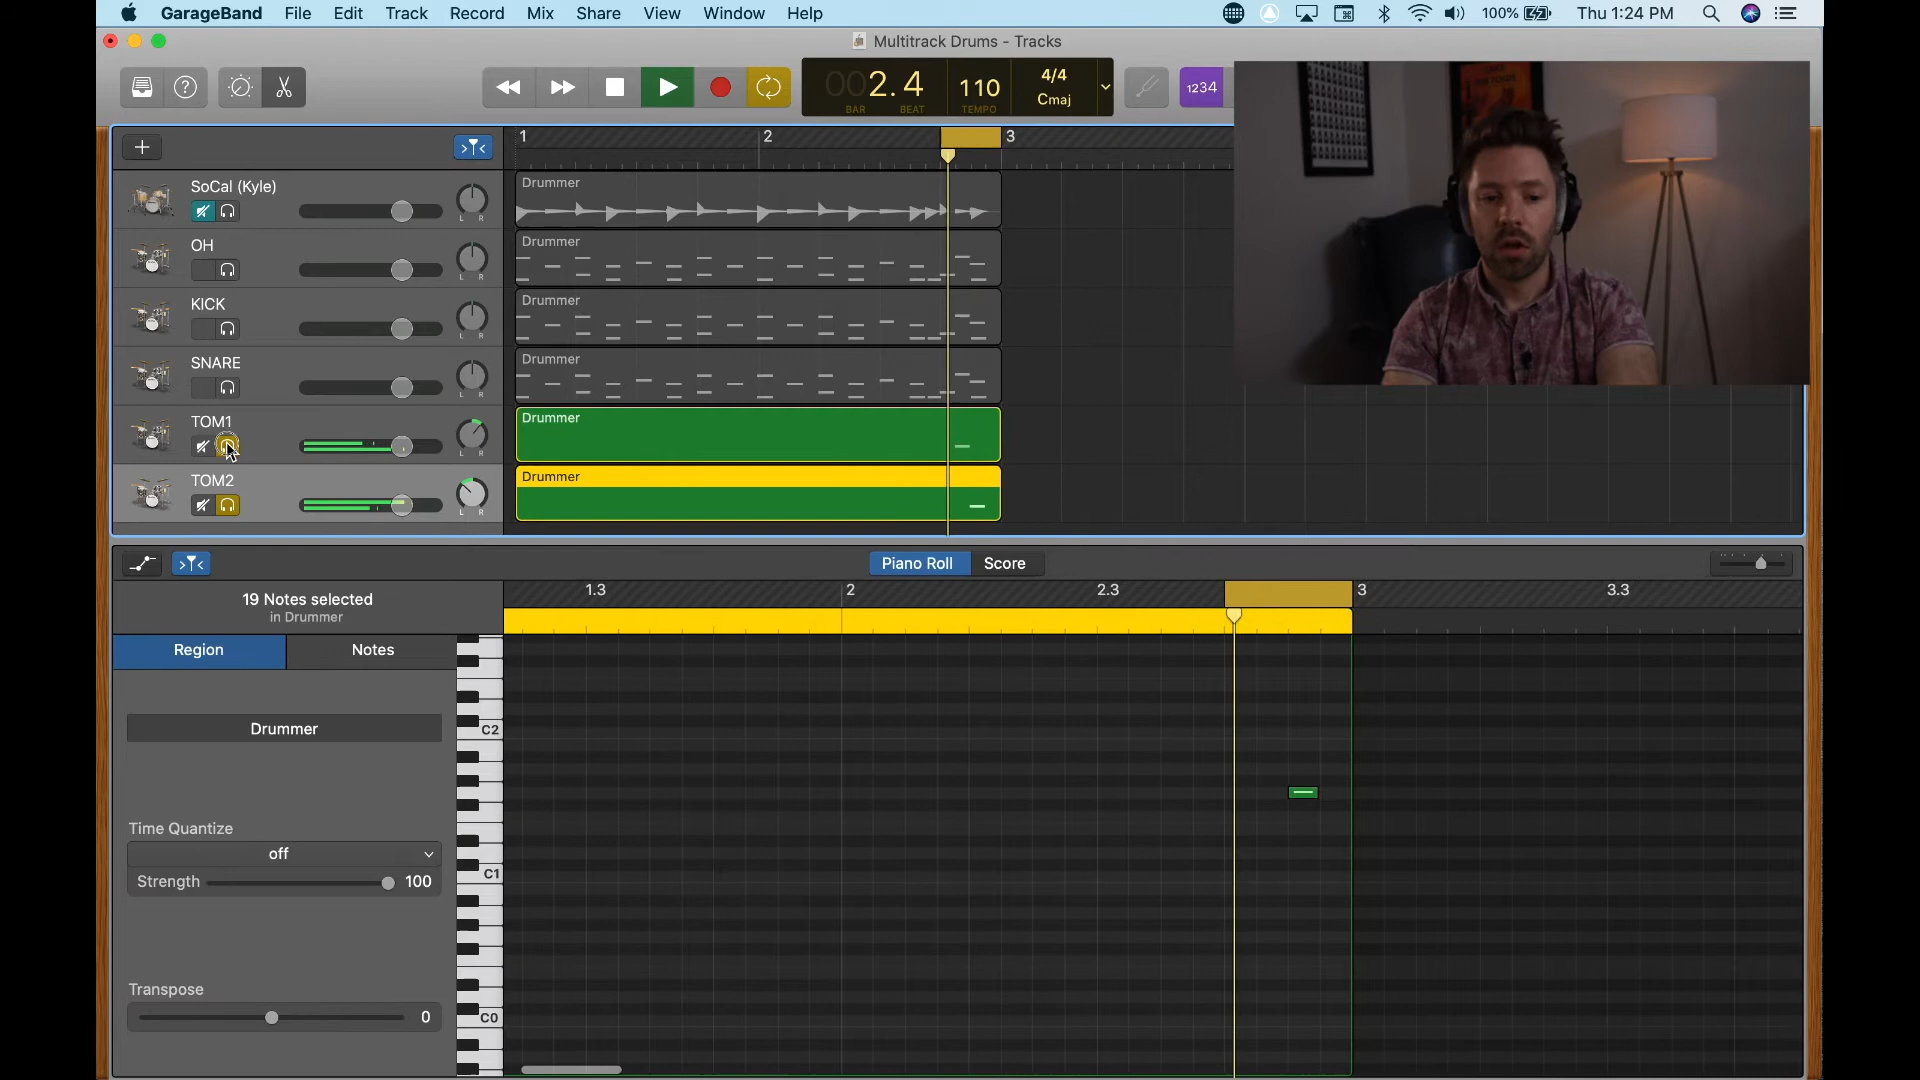 GarageBand File Edit Track Record Mix Share View Window Help 100% Thu 1:24 PM
Multitrack Drums - Tracks
002.4 110 4/4 Cmaj
BAR BEAT TEMPO
1234
1 2 3
SoCal (Kyle)
L R
Drummer
OH
L R
Drummer
KICK
L R
Drummer
SNARE
L R
Drummer
TOM1
L R
Drummer
TOM2
L R
Drummer
Piano Roll Score
19 Notes selected
in Drummer
1.3 2 2.3 3 3.3
Region Notes
Drummer
C2
Time Quantize
off
Strength 100
C1
Transpose
0
C0